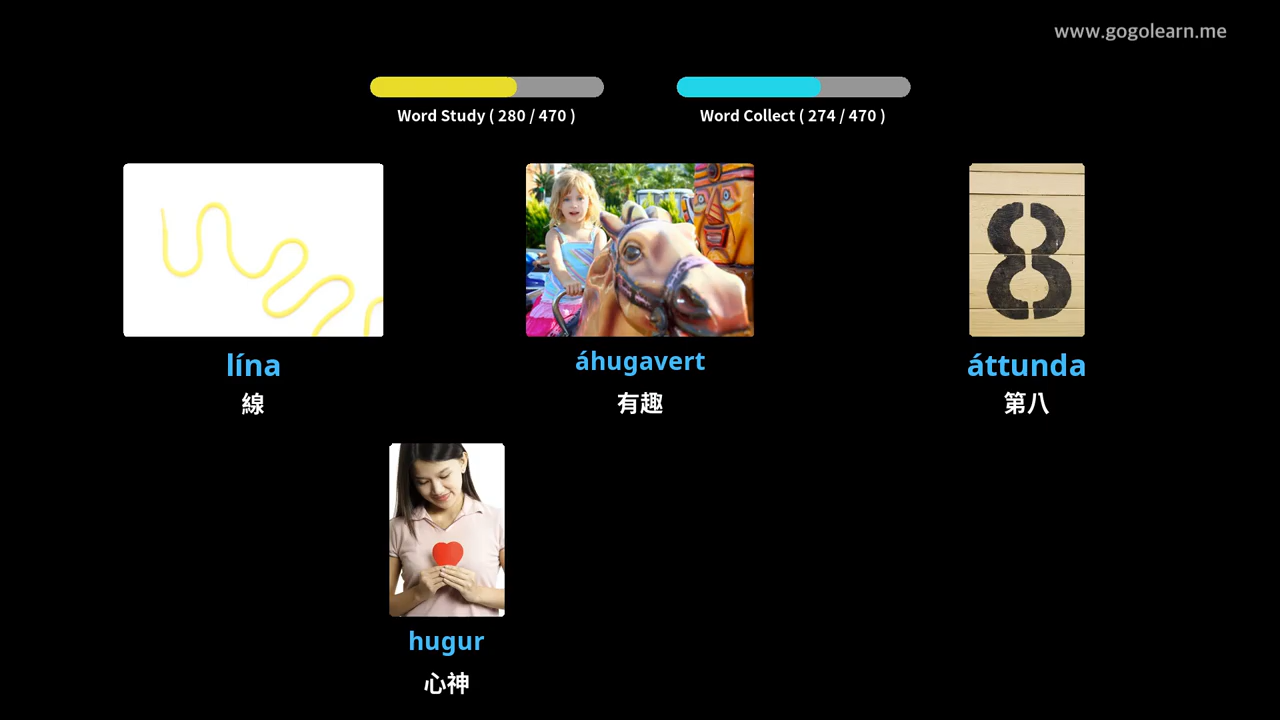 www.gogolearn.me
Word Study ( 280 / 470 )
Word Collect ( 274 / 470 )
8
lína
線
áhugavert
有趣
áttunda
第八
hugur
心神